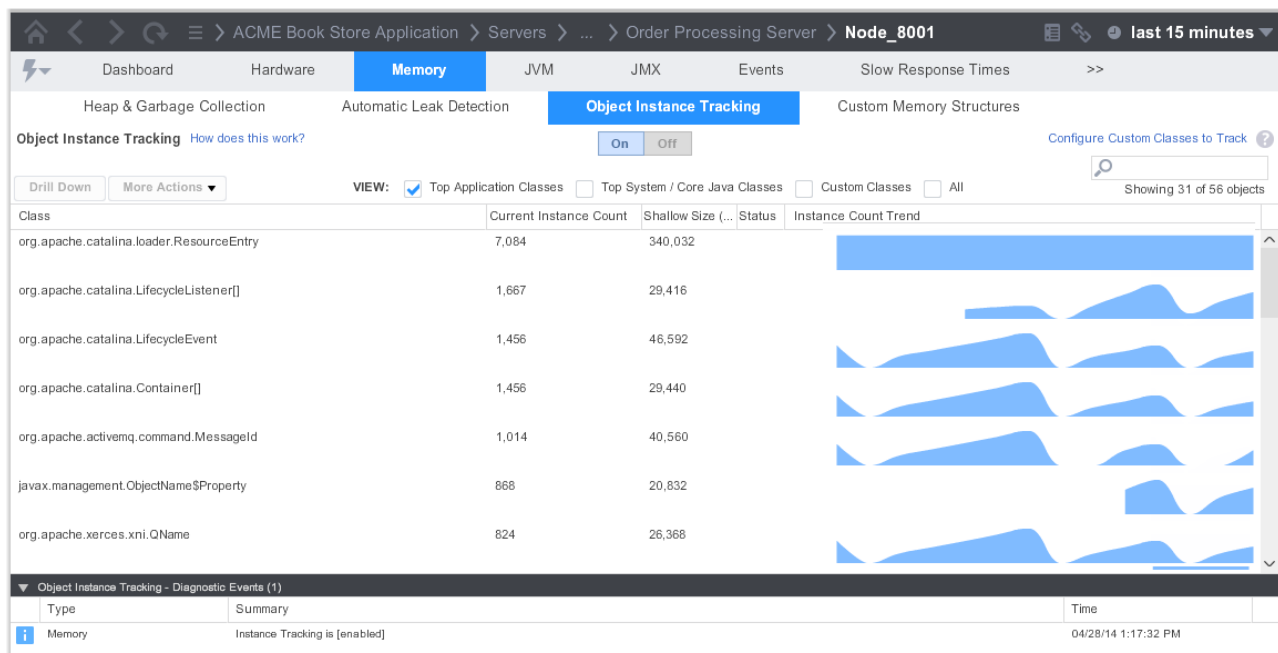 ACME Book Store Application Servers ... Order Processing Server Node_8001 last 15 minutes
Dashboard Hardware Memory JVM JMX Events Slow Response Times >>
Heap & Garbage Collection Automatic Leak Detection Object Instance Tracking Custom Memory Structures
Object Instance Tracking How does this work? On Off Configure Custom Classes to Track ?
Drill Down More Actions VIEW: Top Application Classes Top System / Core Java Classes Custom Classes All
Showing 31 of 56 objects
Class Current Instance Count Shallow Size (... Status Instance Count Trend
org.apache.catalina.loader.ResourceEntry 7,084 340,032
org.apache.catalina.LifecycleListener[] 1,667 29,416
org.apache.catalina.LifecycleEvent 1,456 46,592
org.apache.catalina.Container[] 1,456 29,440
org.apache.activemq.command.MessageId 1,014 40,560
javax.management.ObjectName$Property 868 20,832
org.apache.xerces.xni.QName 824 26,368
Object Instance Tracking - Diagnostic Events (1)
Type Summary Time
i Memory Instance Tracking is [enabled] 04/28/14 1:17:32 PM